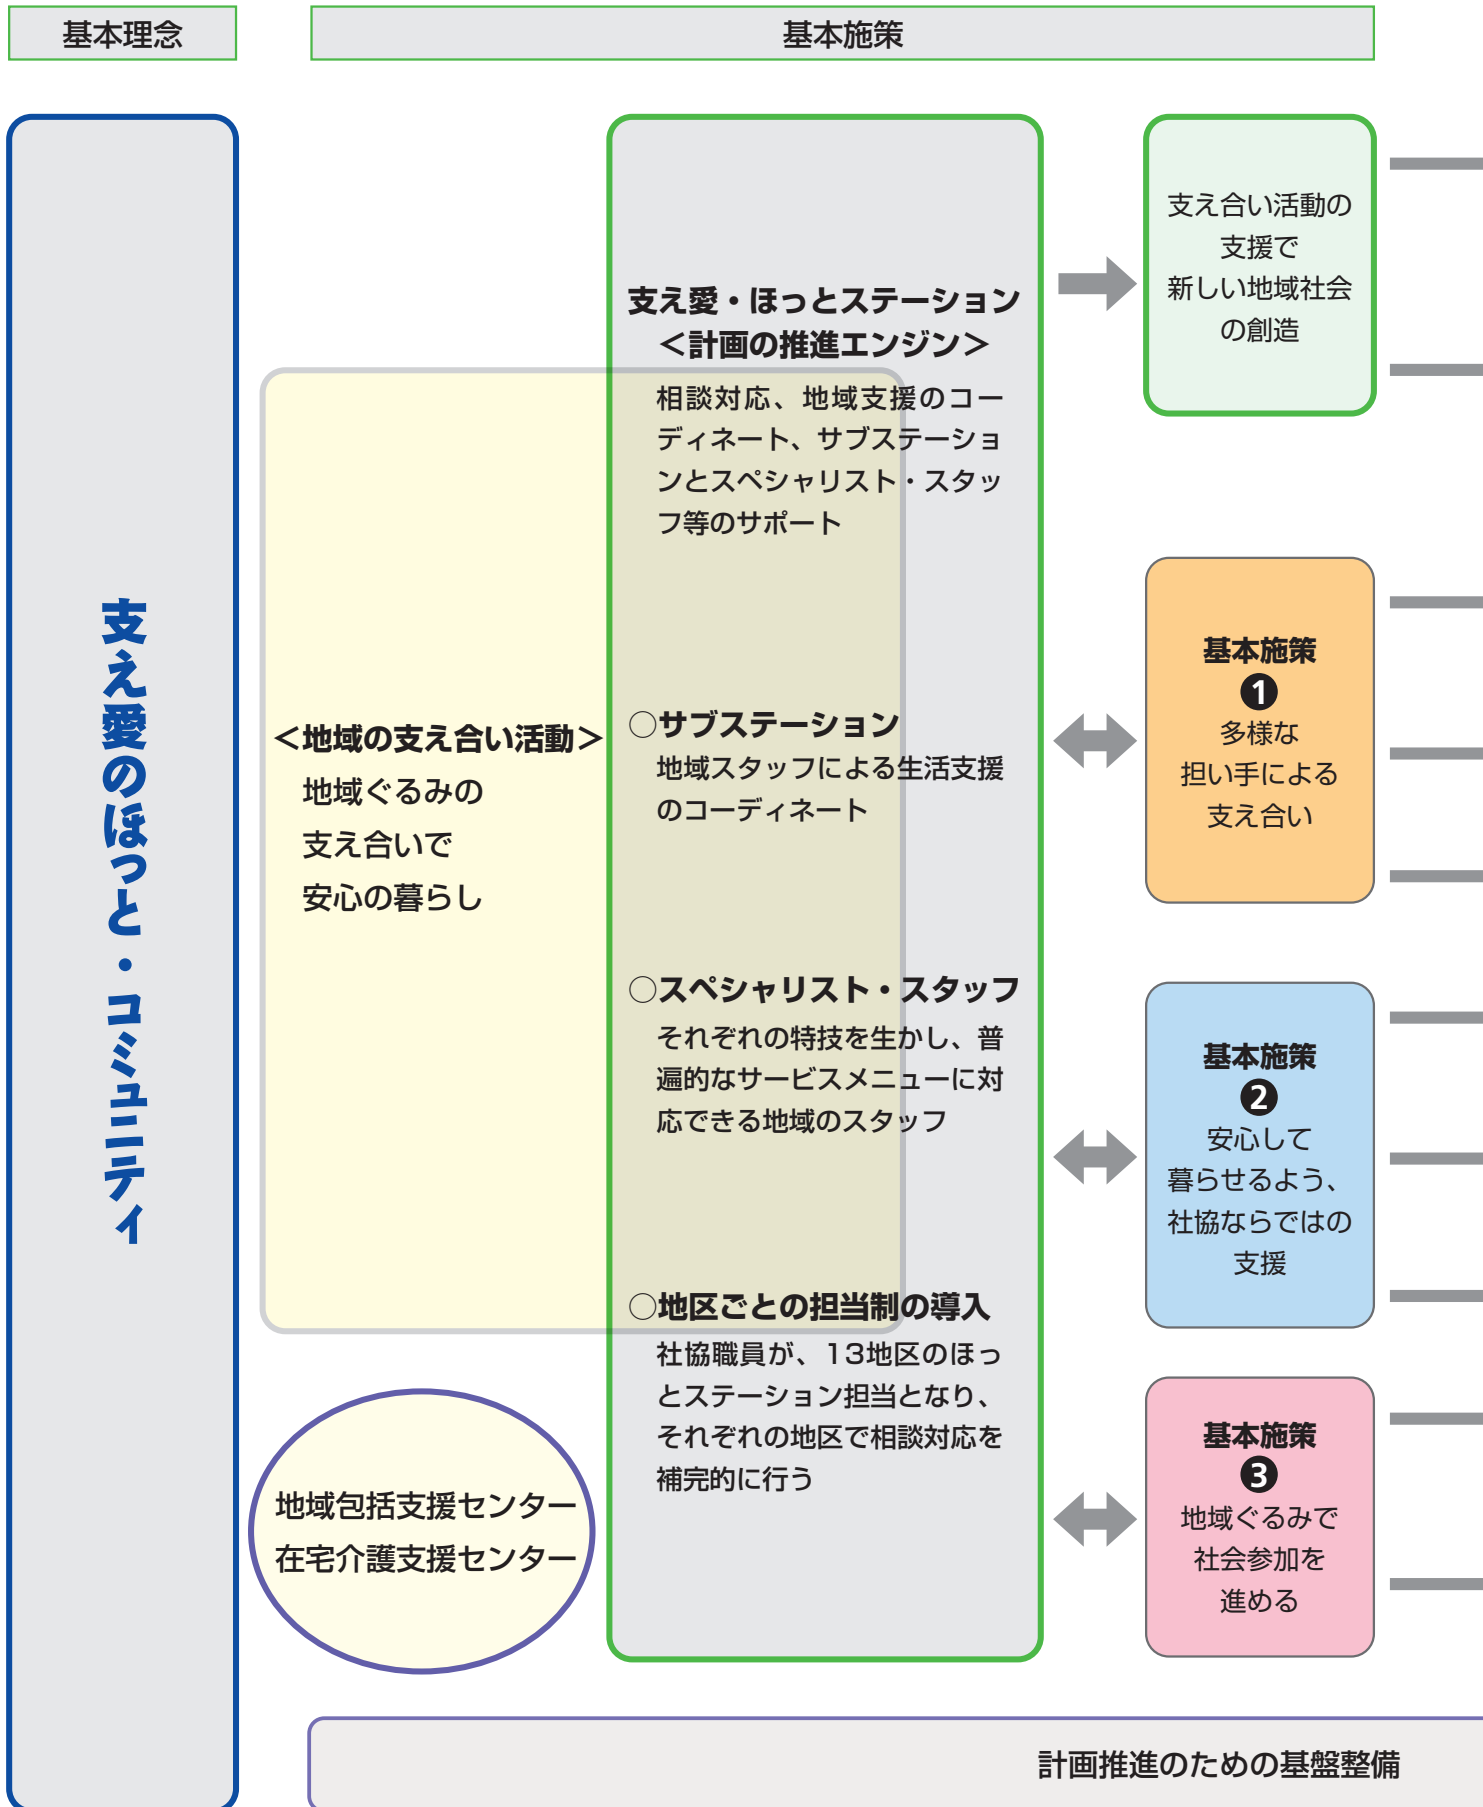 基本理念
基本施策
支え愛のほっと・コミュニティ
＜地域の支え合い活動＞
地域ぐるみの
支え合いで
安心の暮らし
地域包括支援センター
在宅介護支援センター
支え愛・ほっとステーション
＜計画の推進エンジン＞
相談対応、地域支援のコー
ディネート、サブステーショ
ンとスペシャリスト・スタッ
フ等のサポート
○サブステーション
地域スタッフによる生活支援
のコーディネート
○スペシャリスト・スタッフ
それぞれの特技を生かし、普
遍的なサービスメニューに対
応できる地域のスタッフ
○地区ごとの担当制の導入
社協職員が、13地区のほっ
とステーション担当となり、
それぞれの地区で相談対応を
補完的に行う
支え合い活動の
支援で
新しい地域社会
の創造
基本施策
❶
多様な
担い手による
支え合い
基本施策
❷
安心して
暮らせるよう、
社協ならではの
支援
基本施策
❸
地域ぐるみで
社会参加を
進める
計画推進のための基盤整備